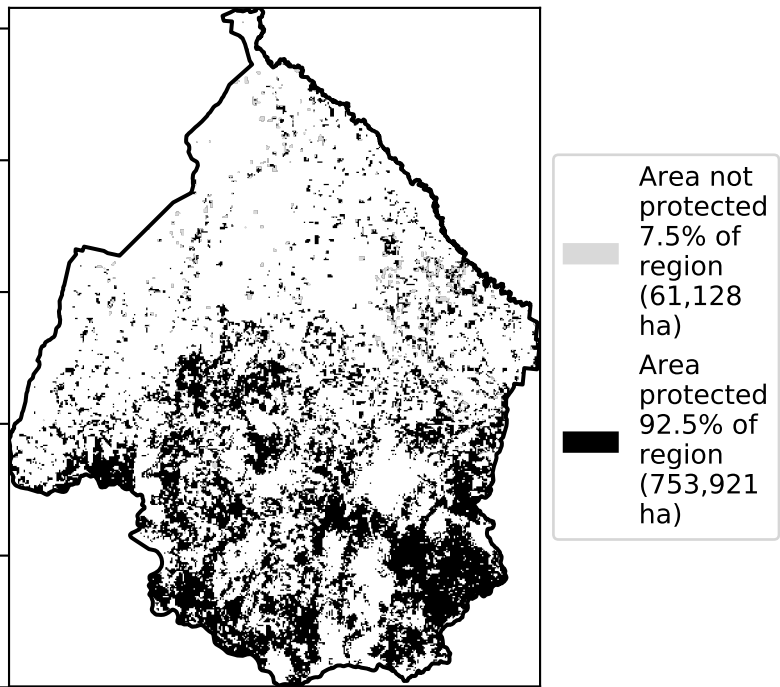 Area not
protected
7.5% of
region
(61,128
ha)
Area
protected
92.5% of
region
(753,921
ha)